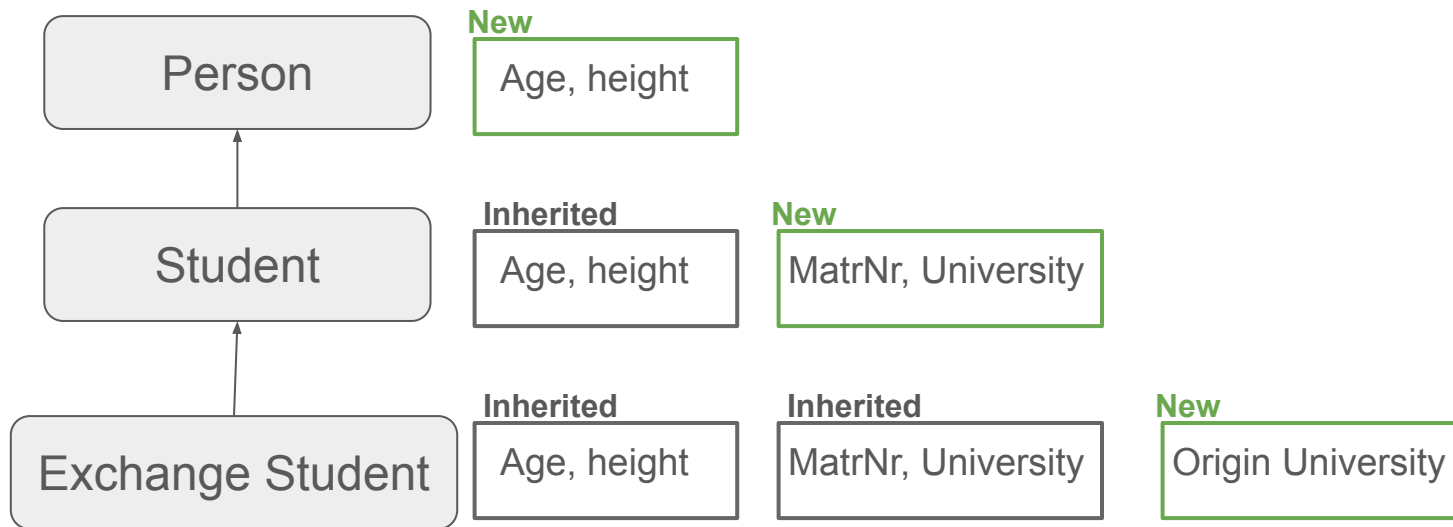 New
Person
Age, height
Inherited
New
Student
Age, height
MatrNr, University
Inherited
Inherited
New
Exchange Student
Age, height
MatrNr, University
Origin University